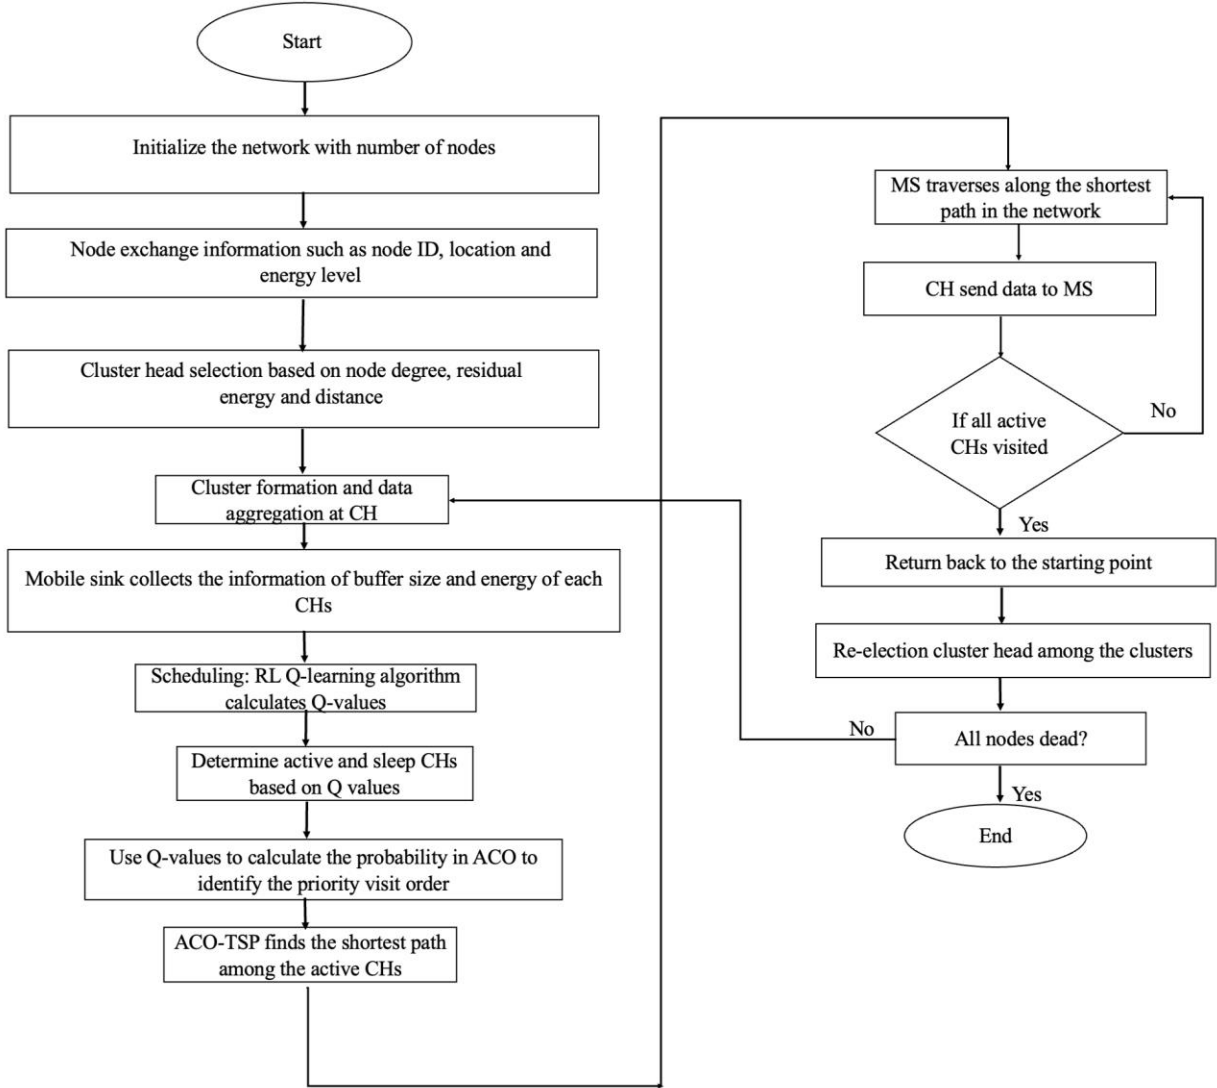 Start
Initialize the network with number of nodes
Node exchange information such as node ID, location and
energy level
Cluster head selection based on node degree, residual
energy and distance
Cluster formation and data
aggregation at CH
Mobile sink collects the information of buffer size and energy of each
CHs
Scheduling: RL Q-learning algorithm
calculates Q-values
Determine active and sleep CHs
based on Q values
Use Q-values to calculate the probability in ACO to
identify the priority visit order
ACO-TSP finds the shortest path
among the active CHs
MS traverses along the shortest
path in the network
CH send data to MS
If all active
CHs visited
No
Yes
Return back to the starting point
Re-election cluster head among the clusters
All nodes dead?
No
Yes
End